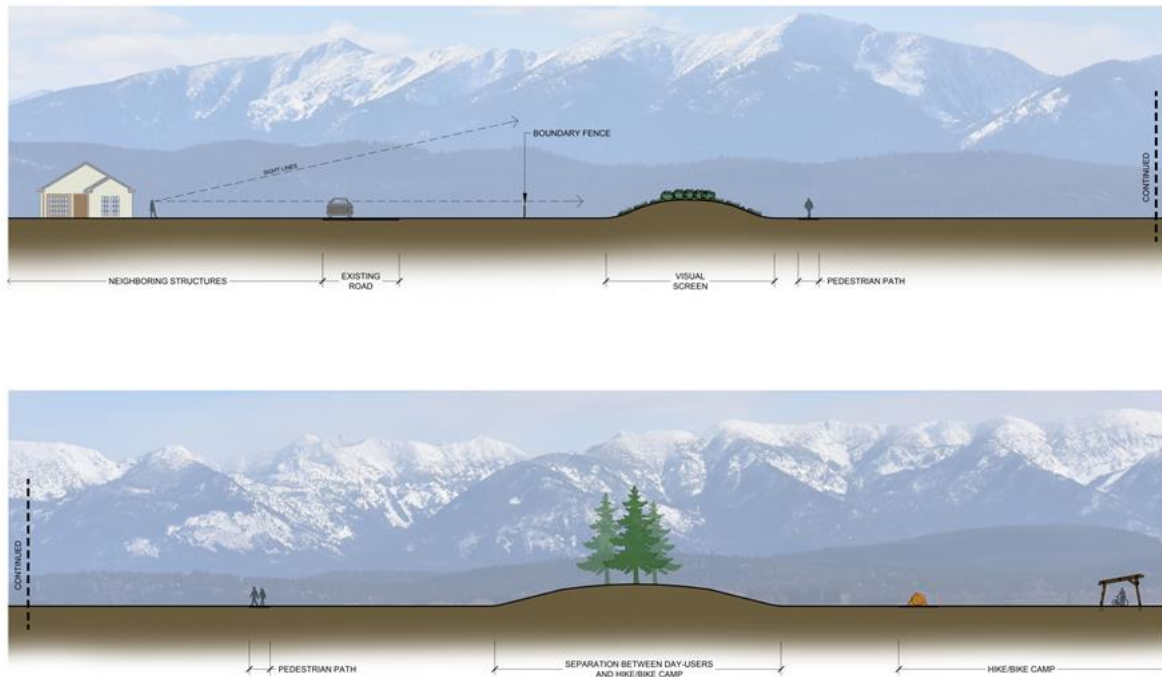 SIGHT LINES
BOUNDARY FENCE
CONTINUED
NEIGHBORING STRUCTURES
EXISTING
ROAD
VISUAL
SCREEN
PEDESTRIAN PATH
CONTINUED
PEDESTRIAN PATH
SEPARATION BETWEEN DAY-USERS
AND HIKE/BIKE CAMP
HIKE/BIKE CAMP